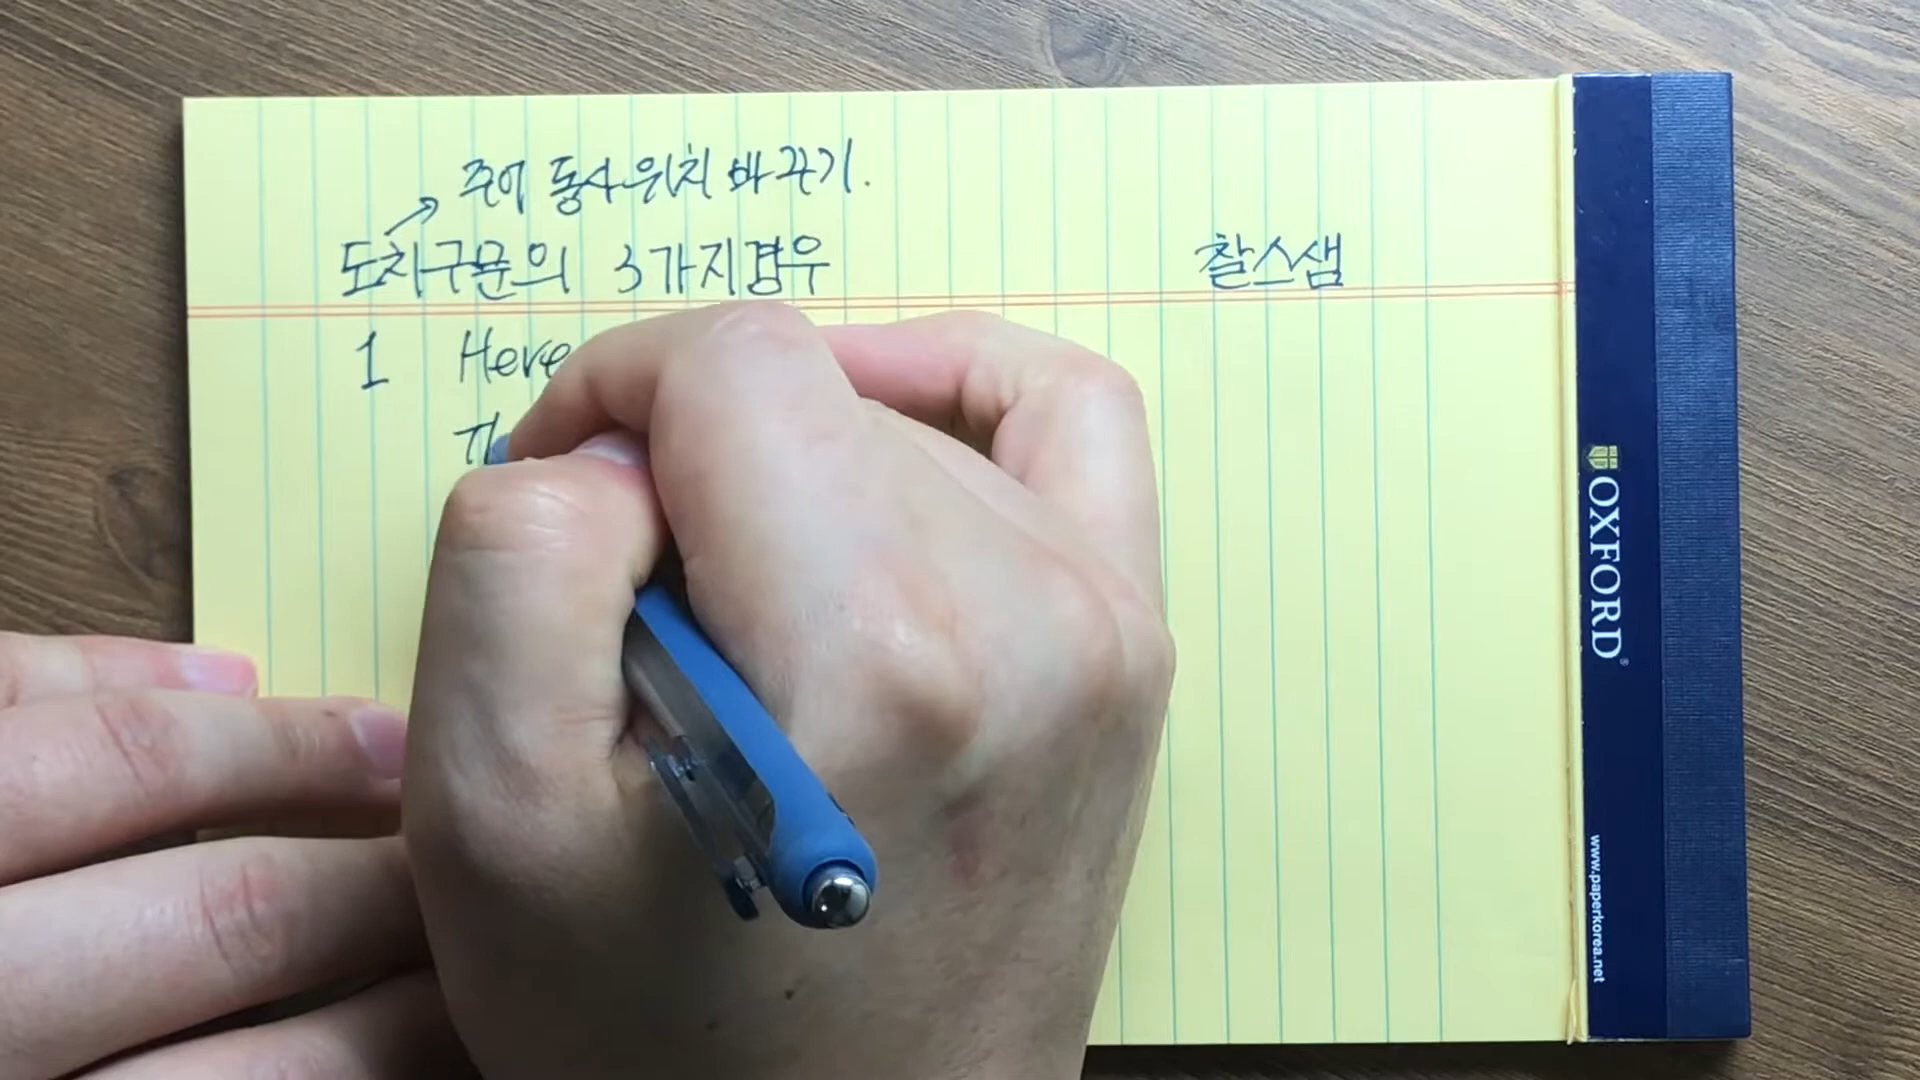 주어 동사 위치 바꾸기.
도치구문의 3가지 경우
찰스샘
1 Here
Th
OXFORD®
www.paperkorea.net